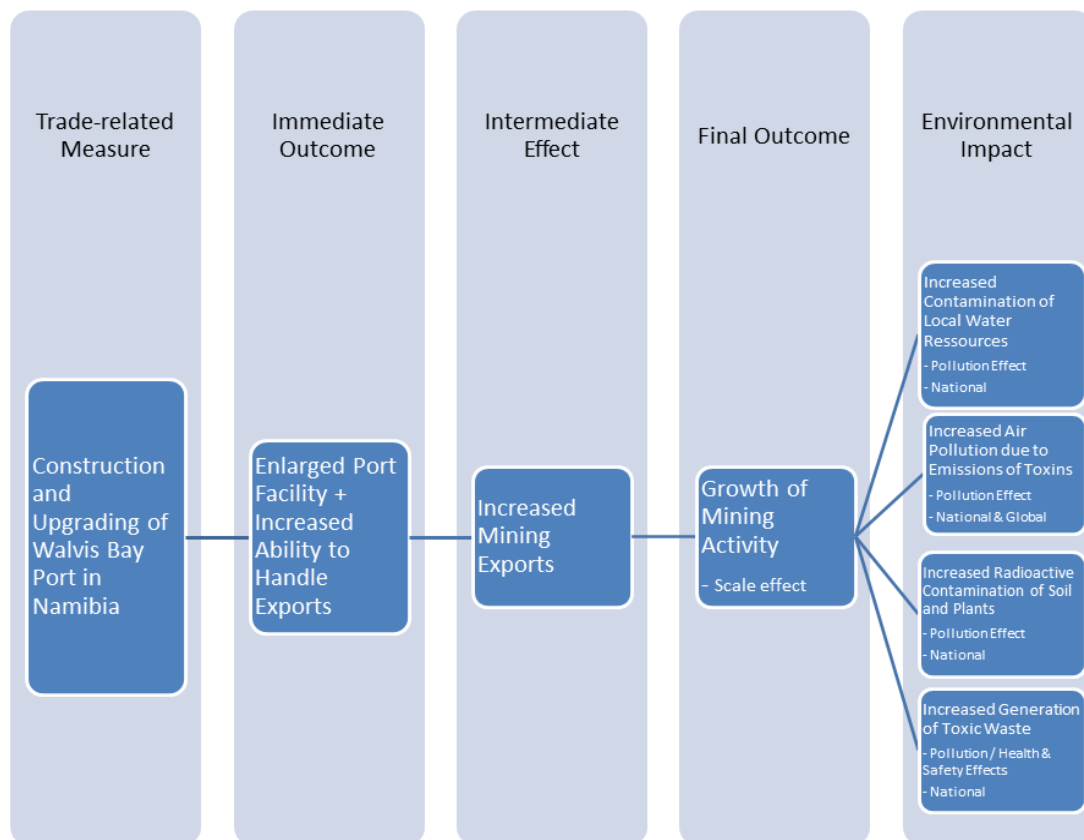 Trade-related
Measure
Immediate
Outcome
Intermediate
Effect
Final Outcome
Environmental
Impact
Construction
and
Upgrading of
Walvis Bay
Port in
Namibia
Enlarged Port
Facility +
Increased
Ability to
Handle
Exports
Increased
Mining
Exports
Growth of
Mining
Activity
- Scale effect
Increased
Contamination of
Local Water
Ressources
- Pollution Effect
- National
Increased Air
Pollution due to
Emissions of Toxins
- Pollution Effect
- National & Global
Increased Radioactive
Contamination of Soil
and Plants
- Pollution Effect
- National
Increased Generation
of Toxic Waste
- Pollution / Health &
Safety Effects
- National